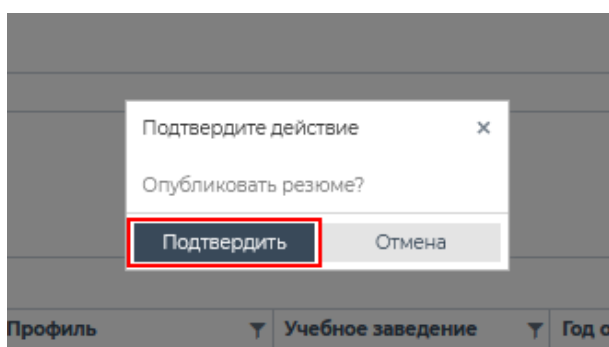 Подтвердите действие ×
Опубликовать резюме?
Подтвердить Отмена
Профиль Учебное заведение Год о